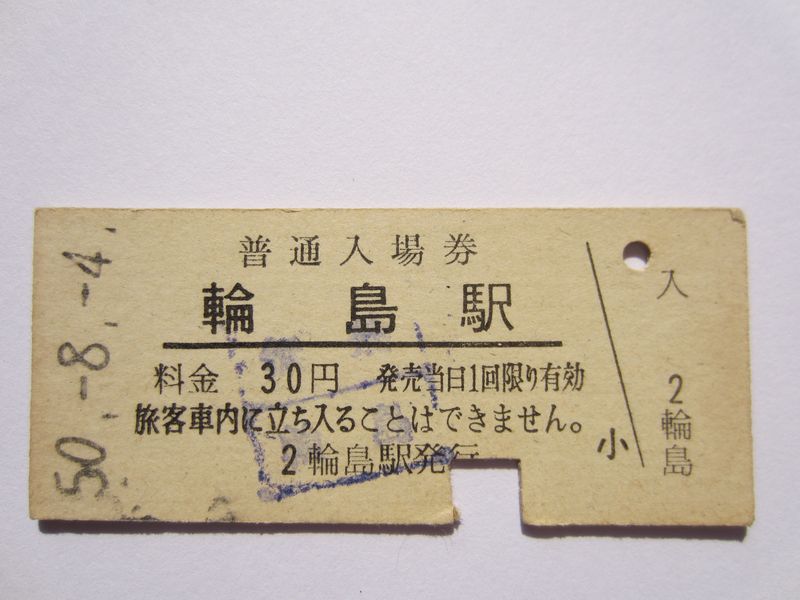 50.-8.-4.
普通入場券
輪島駅
料金 30円 発売当日1回限り有効
旅客車内に立ち入ることはできません。
2輪島駅発行
小
入
2
輪島